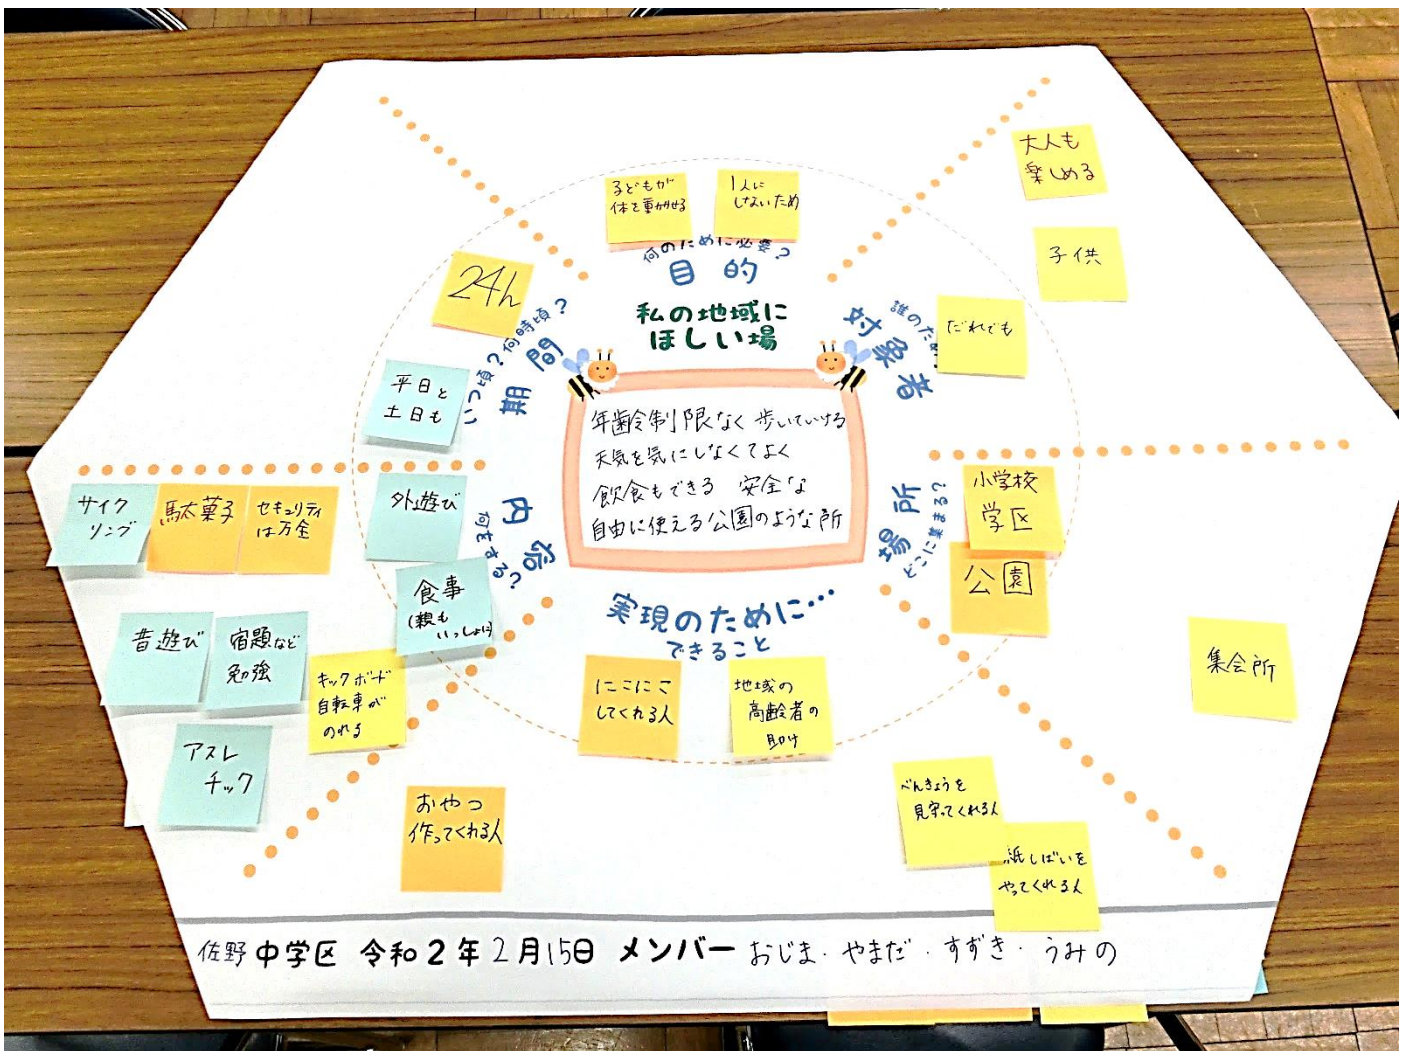 子どもが
体を動かせる
1人に
しないため
何のために必要?
目的
私の地域に
ほしい場
大人も
楽しめる
子供
誰のため
対象者
だれでも
24h
いつ頃?何時頃?
期間
平日と
土日も
年齢制限なく 歩いていける
天気を気にしなくてよく
飲食もできる 安全な
自由に使える公園のような所
場所
どこに集まる?
小学校
学区
公園
集会所
内容
何をする?
外遊び
食事
(親も
いっしょに)
サイク
リング
駄菓子
セキュリティ
は万全
昔遊び
宿題など
勉強
キックボード
自転車が
のれる
アスレ
チック
実現のために…
できること
にこにこ
してくれる人
地域の
高齢者の
助け
おやつ
作ってくれる人
べんきょうを
見守ってくれる人
紙しばいを
やってくれる人
佐野中学区 令和2年2月15日 メンバー おじま・やまだ・すずき・うみの